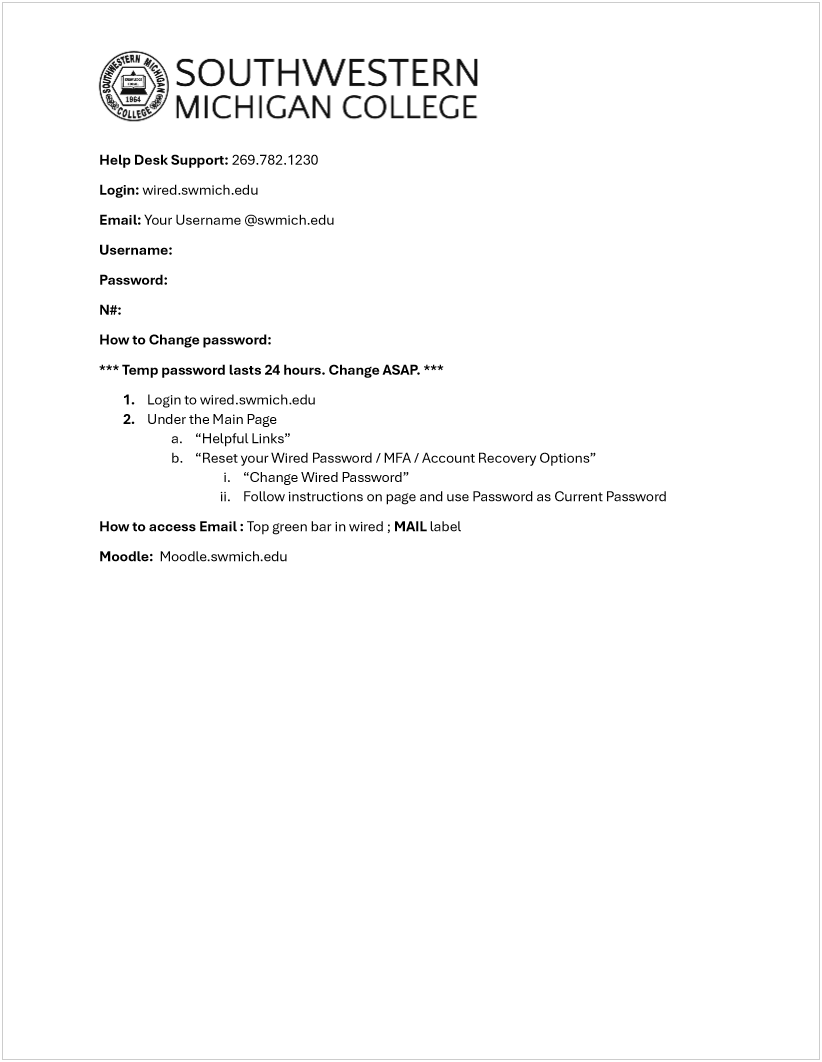 SOUTHWESTERN MICHIGAN
COLLEGE
1964
SOUTHWESTERN
MICHIGAN COLLEGE
Help Desk Support: 269.782.1230
Login: wired.swmich.edu
Email: Your Username @swmich.edu
Username:
Password:
N#:
How to Change password:
*** Temp password lasts 24 hours. Change ASAP. ***
1. Login to wired.swmich.edu
2. Under the Main Page
a. “Helpful Links”
b. “Reset your Wired Password / MFA / Account Recovery Options”
i. “Change Wired Password”
ii. Follow instructions on page and use Password as Current Password
How to access Email : Top green bar in wired ; MAIL label
Moodle: Moodle.swmich.edu